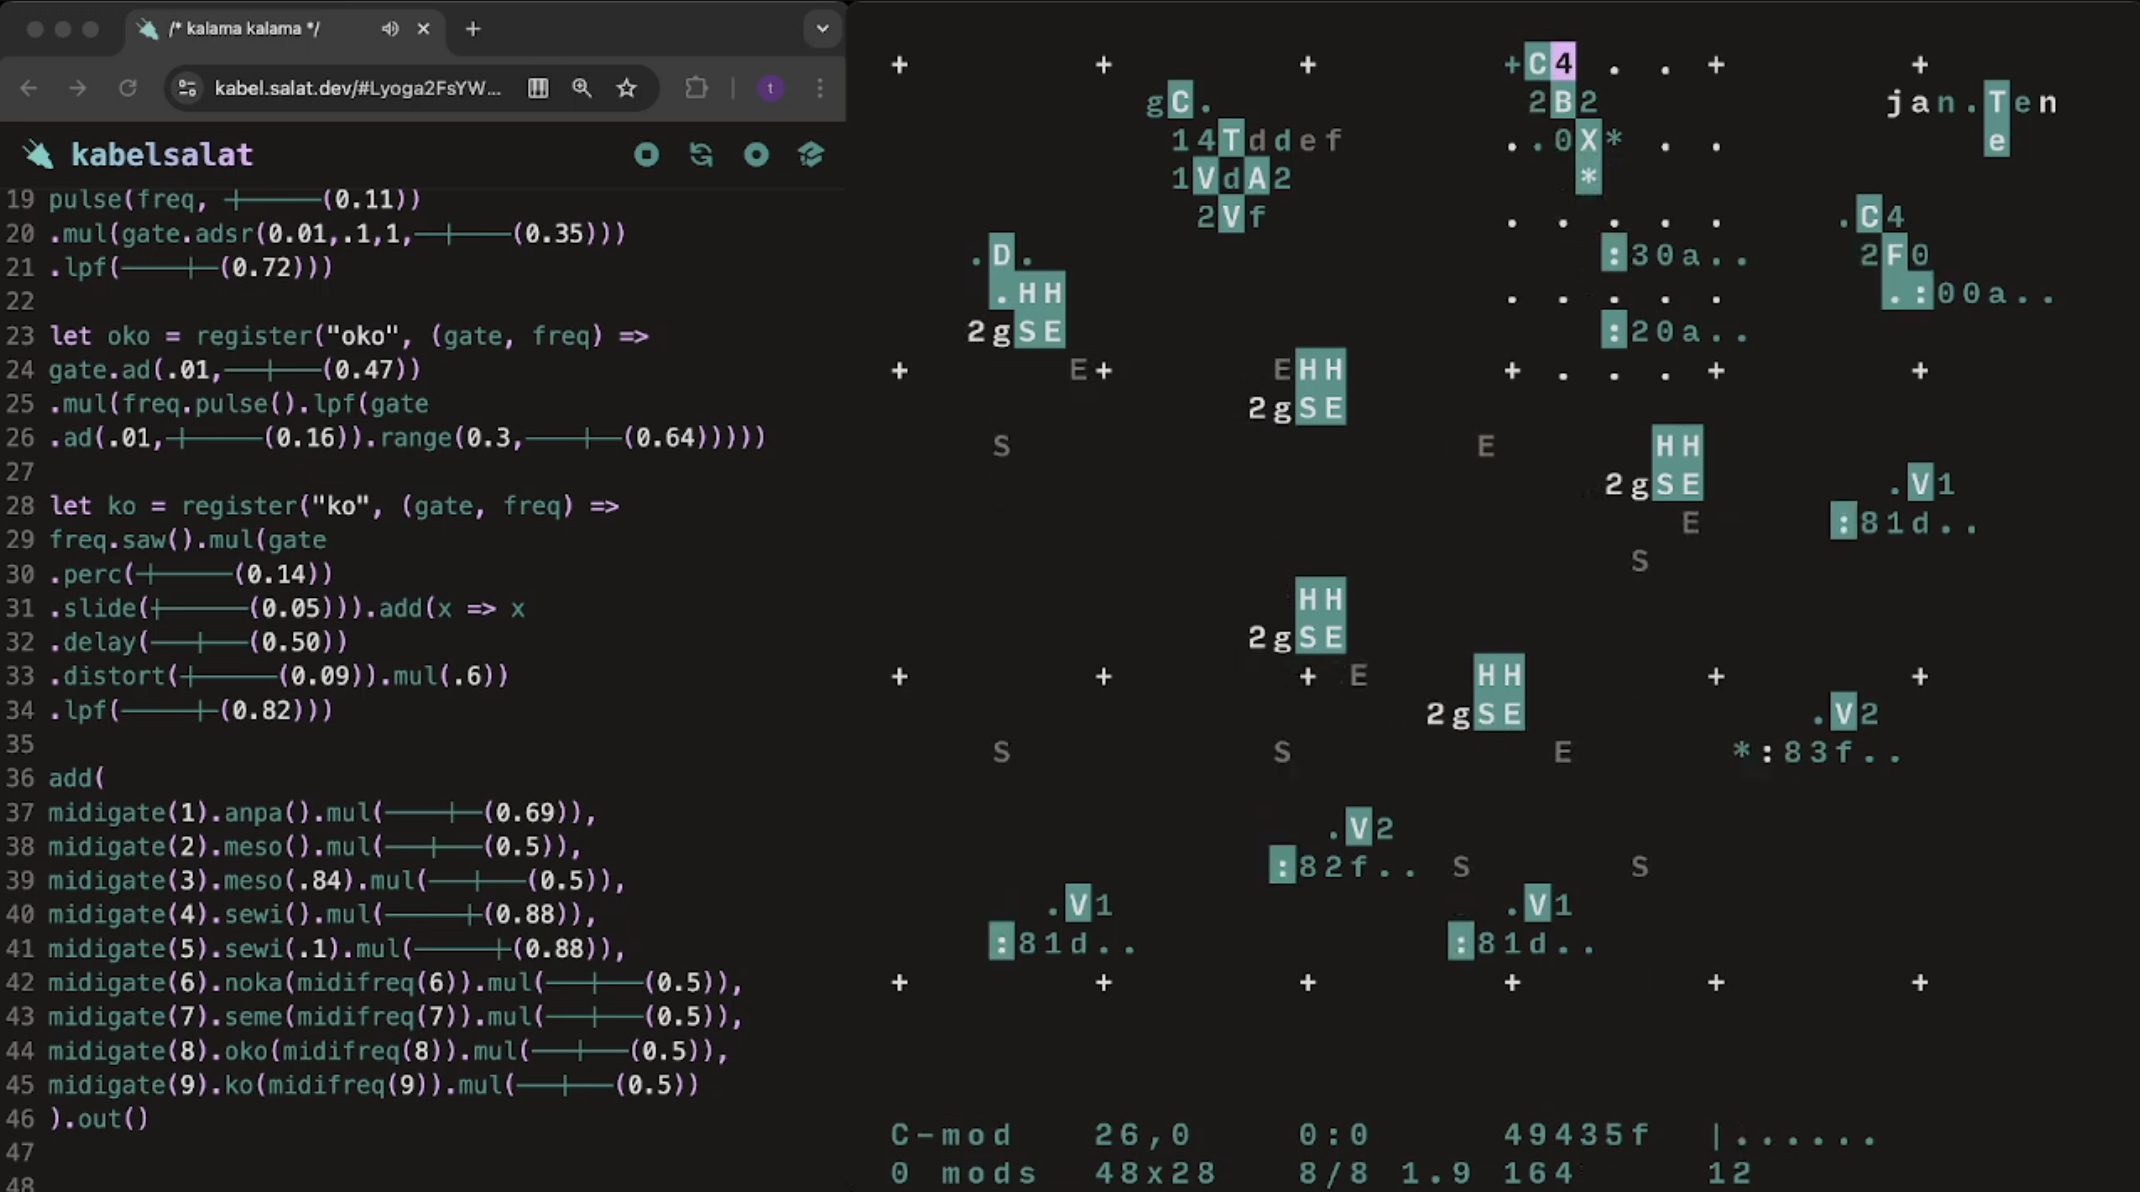 /* kalama kalama */
kabel.salat.dev/#Lyoga2FsYW...
t
kabelsalat
19 pulse(freq, (0.11))
20 .mul(gate.adsr(0.01,.1,1,(0.35)))
21 .lpf((0.72)))
22
23 let oko = register("oko", (gate, freq) =>
24 gate.ad(.01,(0.47))
25 .mul(freq.pulse().lpf(gate
26 .ad(.01,(0.16)).range(0.3,(0.64)))))
27
28 let ko = register("ko", (gate, freq) =>
29 freq.saw().mul(gate
30 .perc((0.14))
31 .slide((0.05))).add(x => x
32 .delay((0.50))
33 .distort((0.09)).mul(.6))
34 .lpf((0.82)))
35
36 add(
37 midigate(1).anpa().mul((0.69)),
38 midigate(2).meso().mul((0.5)),
39 midigate(3).meso(.84).mul((0.5)),
40 midigate(4).sewi().mul((0.88)),
41 midigate(5).sewi(.1).mul((0.88)),
42 midigate(6).noka(midifreq(6)).mul((0.5)),
43 midigate(7).seme(midifreq(7)).mul((0.5)),
44 midigate(8).oko(midifreq(8)).mul((0.5)),
45 midigate(9).ko(midifreq(9)).mul((0.5))
46 ).out()
47
48
+ + + +C4 . . + +
gC. 2B2 jan.Ten
14Tddef ..0X* . . e
1VdA2 *
2Vf . . . . . .C4
.D. :30a.. 2F0
.HH . . . . . .:00a..
2gSE :20a..
+ E+ EHH + . . . + +
2gSE
S E HH
2gSE .V1
E :81d..
S
HH
2gSE
+ + + E HH + +
2gSE .V2
S S E *:83f..
.V2
:82f.. S S
.V1 .V1
:81d.. :81d..
+ + + + + +
C-mod 26,0 0:0 49435f |......
0 mods 48x28 8/8 1.9 164 12